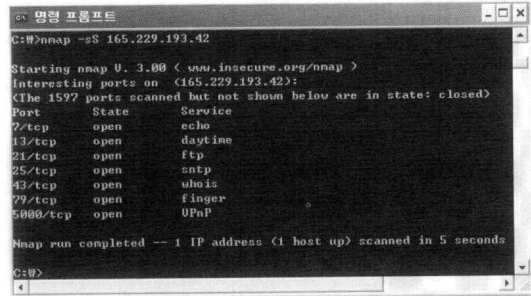 명령 프롬프트
C:₩>nmap -sS 165.229.193.42
Starting nmap V. 3.00 ( www.insecure.org/nmap )
Interesting ports on (165.229.193.42):
(The 1597 ports scanned but not shown below are in state: closed)
Port State Service
7/tcp open echo
13/tcp open daytime
21/tcp open ftp
25/tcp open smtp
43/tcp open whois
79/tcp open finger
5000/tcp open UPnP
Nmap run completed -- 1 IP address (1 host up) scanned in 5 seconds
C:₩>